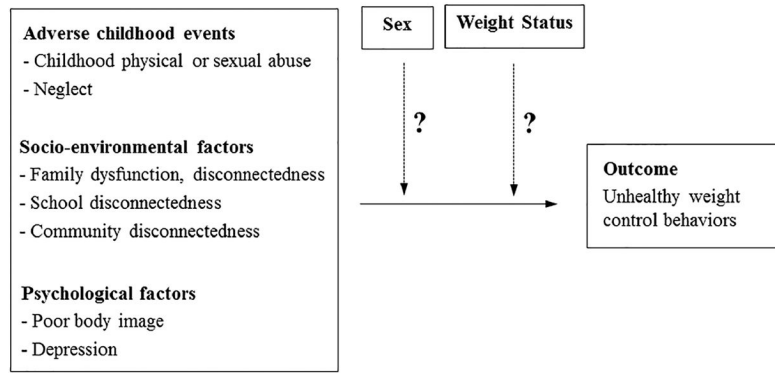 Adverse childhood events
- Childhood physical or sexual abuse
- Neglect
Socio-environmental factors
- Family dysfunction, disconnectedness
- School disconnectedness
- Community disconnectedness
Psychological factors
- Poor body image
- Depression
Sex
Weight Status
?
?
Outcome
Unhealthy weight
control behaviors